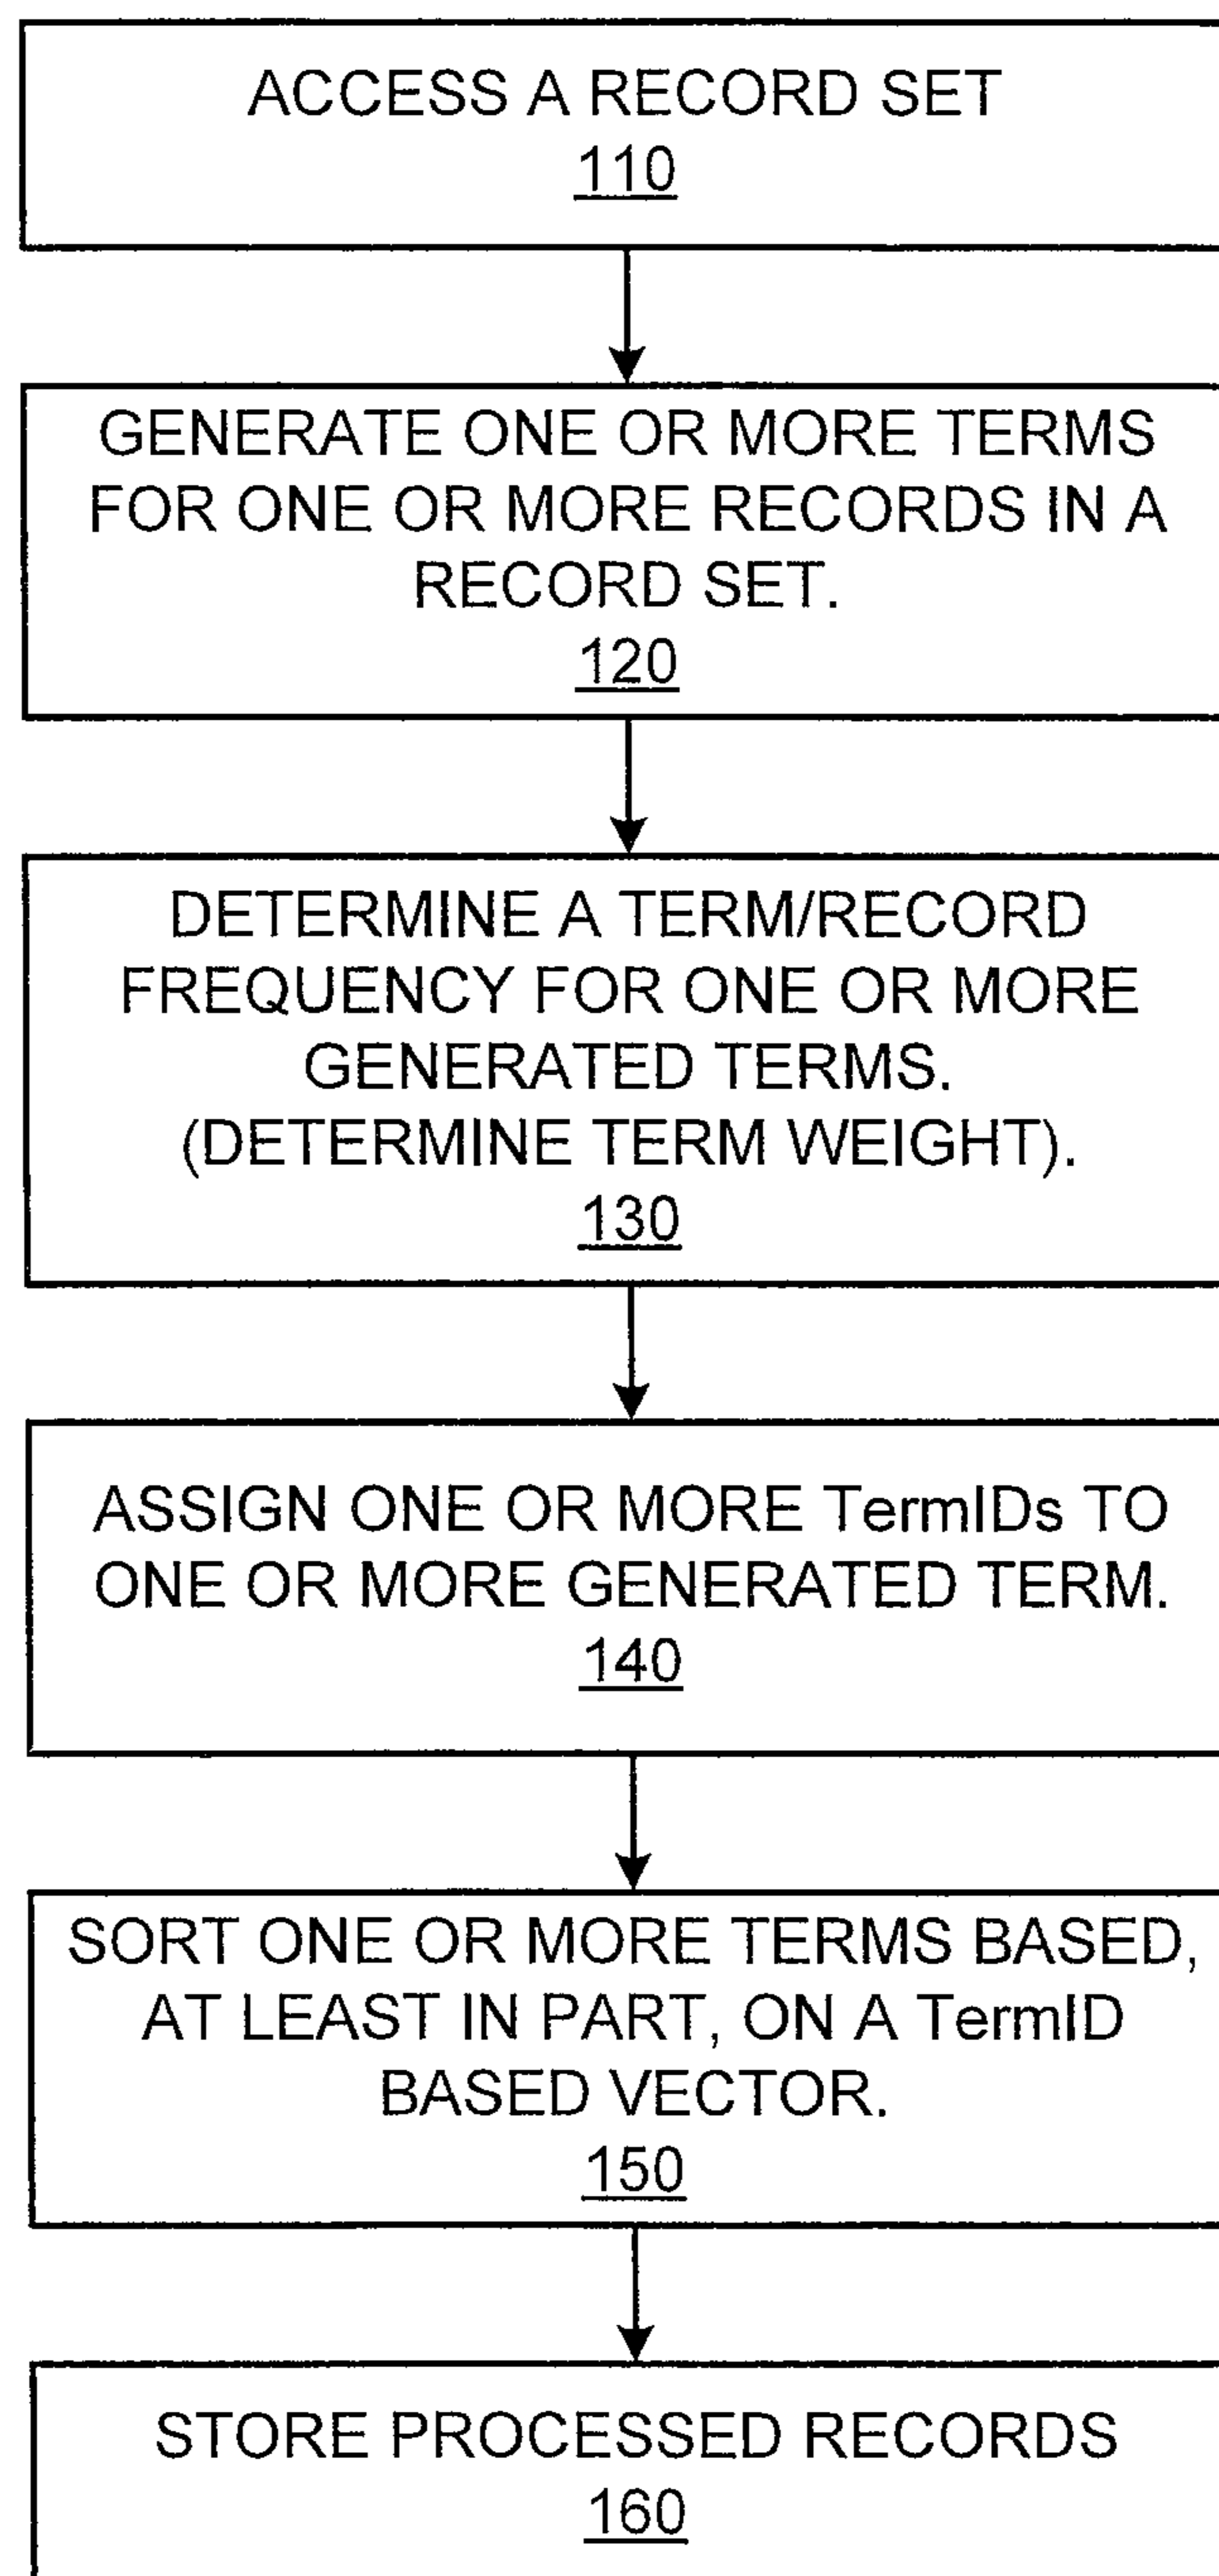 ACCESS A RECORD SET
110
GENERATE ONE OR MORE TERMS
FOR ONE OR MORE RECORDS IN A
RECORD SET.
120
DETERMINE A TERM/RECORD
FREQUENCY FOR ONE OR MORE
GENERATED TERMS.
(DETERMINE TERM WEIGHT).
130
ASSIGN ONE OR MORE TermIDs TO
ONE OR MORE GENERATED TERM.
140
SORT ONE OR MORE TERMS BASED,
AT LEAST IN PART, ON A TermID
BASED VECTOR.
150
STORE PROCESSED RECORDS
160